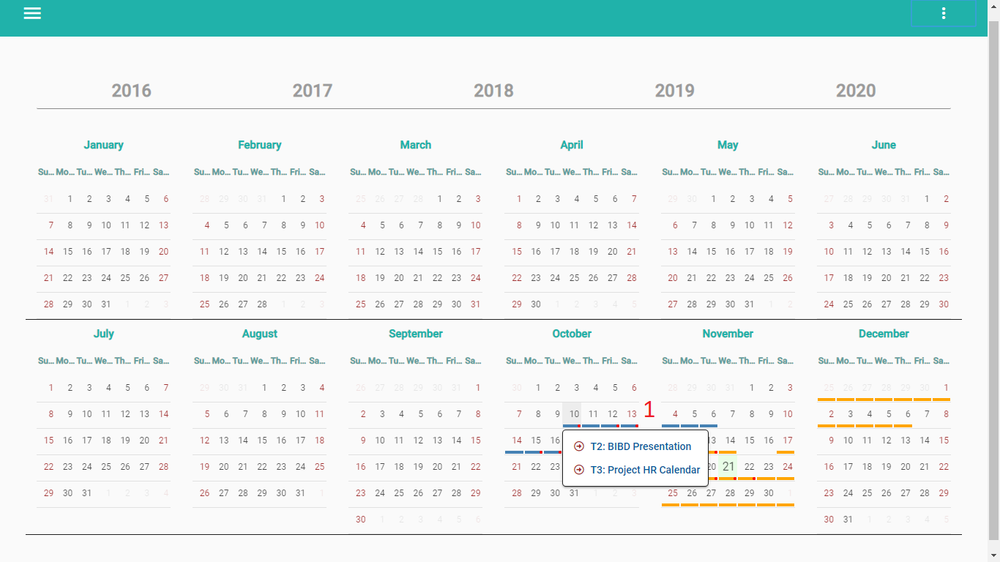 2016 2017 2018 2019 2020
January
Su... Mo... Tu... We... Th... Fri... Sa...
31 1 2 3 4 5 6
7 8 9 10 11 12 13
14 15 16 17 18 19 20
21 22 23 24 25 26 27
28 29 30 31 1 2 3
February
Su... Mo... Tu... We... Th... Fri... Sa...
28 29 30 31 1 2 3
4 5 6 7 8 9 10
11 12 13 14 15 16 17
18 19 20 21 22 23 24
25 26 27 28 1 2 3
March
Su... Mo... Tu... We... Th... Fri... Sa...
25 26 27 28 1 2 3
4 5 6 7 8 9 10
11 12 13 14 15 16 17
18 19 20 21 22 23 24
25 26 27 28 29 30 31
April
Su... Mo... Tu... We... Th... Fri... Sa...
1 2 3 4 5 6 7
8 9 10 11 12 13 14
15 16 17 18 19 20 21
22 23 24 25 26 27 28
29 30 1 2 3 4 5
May
Su... Mo... Tu... We... Th... Fri... Sa...
29 30 1 2 3 4 5
6 7 8 9 10 11 12
13 14 15 16 17 18 19
20 21 22 23 24 25 26
27 28 29 30 31 1 2
June
Su... Mo... Tu... We... Th... Fri... Sa...
27 28 29 30 31 1 2
3 4 5 6 7 8 9
10 11 12 13 14 15 16
17 18 19 20 21 22 23
24 25 26 27 28 29 30
July
Su... Mo... Tu... We... Th... Fri... Sa...
1 2 3 4 5 6 7
8 9 10 11 12 13 14
15 16 17 18 19 20 21
22 23 24 25 26 27 28
29 30 31 1 2 3 4
August
Su... Mo... Tu... We... Th... Fri... Sa...
29 30 31 1 2 3 4
5 6 7 8 9 10 11
12 13 14 15 16 17 18
19 20 21 22 23 24 25
26 27 28 29 30 31 1
September
Su... Mo... Tu... We... Th... Fri... Sa...
26 27 28 29 30 31 1
2 3 4 5 6 7 8
9 10 11 12 13 14 15
16 17 18 19 20 21 22
23 24 25 26 27 28 29
30 1 2 3 4 5 6
October
Su... Mo... Tu... We... Th... Fri... Sa...
30 1 2 3 4 5 6
7 8 9 10 11 12 13
1
14 15 16
21 22 23
28 29 30 31 1 2 3
T2: BIBD Presentation
T3: Project HR Calendar
November
Su... Mo... Tu... We... Th... Fri... Sa...
28 29 30 31 1 2 3
4 5 6 7 8 9 10
13 14 15 16 17
20 21 22 23 24
25 26 27 28 29 30 1
December
Su... Mo... Tu... We... Th... Fri... Sa...
25 26 27 28 29 30 1
2 3 4 5 6 7 8
9 10 11 12 13 14 15
16 17 18 19 20 21 22
23 24 25 26 27 28 29
30 31 1 2 3 4 5